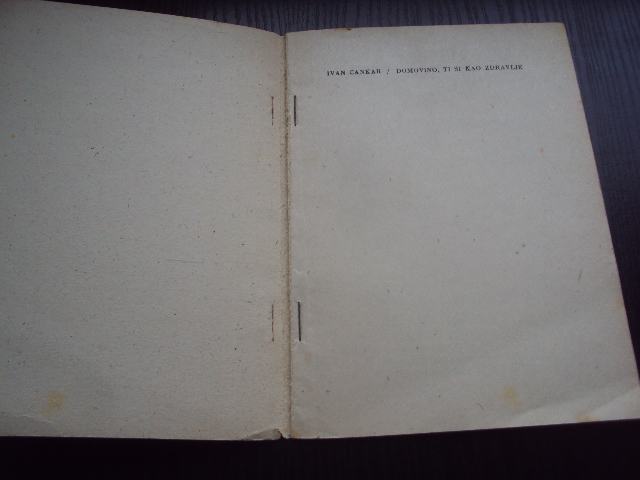 IVAN CANKAR / DOMOVINO, TI SI KAO ZDRAVLJE